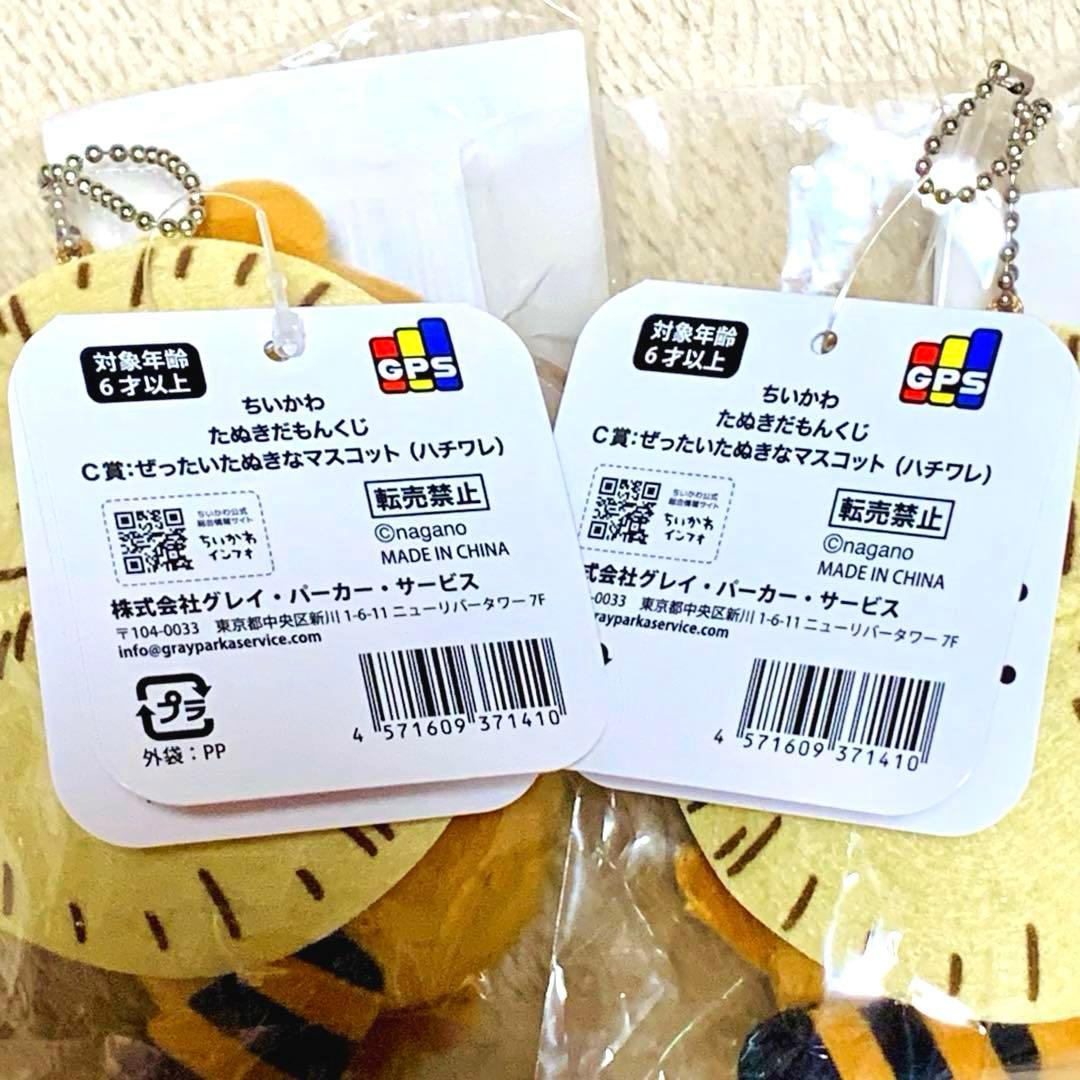 対象年齢
6才以上
GPS
ちいかわ
たぬきだもんくじ
C賞:ぜったいたぬきなマスコット(ハチワレ)
ちいかわ公式
総合情報サイト
ちいかわ
インフォ
転売禁止
©nagano
MADE IN CHINA
株式会社グレイ・パーカー・サービス
〒104-0033 東京都中央区新川1-6-11 ニューリバータワー 7F
info@grayparkaservice.com
プラ
外袋:PP
4 571609 371410
対象年齢
6才以上
GPS
ちいかわ
たぬきだもんくじ
C賞:ぜったいたぬきなマスコット(ハチワレ)
ちいかわ公式
総合情報サイト
ちいかわ
インフォ
転売禁止
©nagano
MADE IN CHINA
式会社グレイ・パーカー・サービス
-0033 東京都中央区新川1-6-11 ニューリバータワー 7F
grayparkaservice.com
4 571609 371410